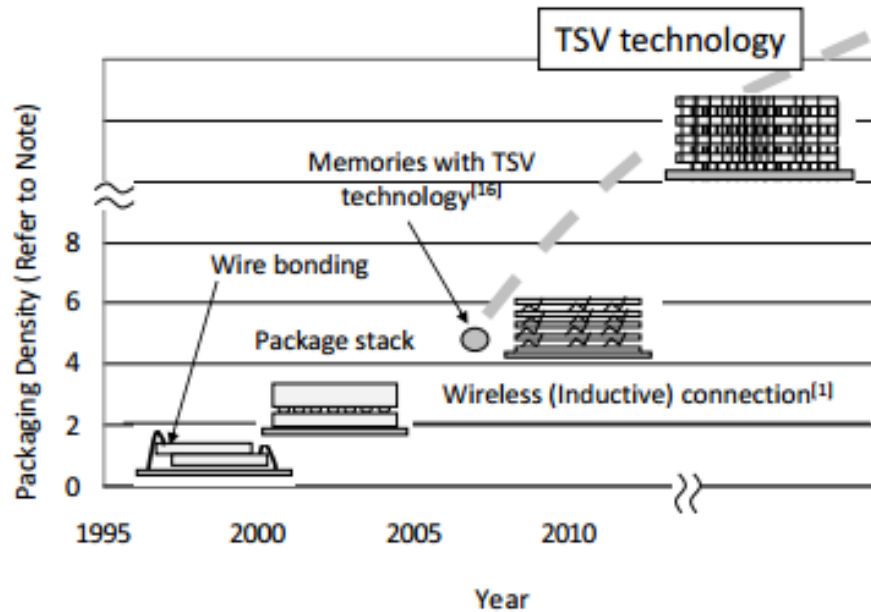 TSV technology
Memories with TSV
technology[16]
Packaging Density ( Refer to Note)
8
6
4
2
0
Wire bonding
Package stack
Wireless (Inductive) connection[1]
1995
2000
2005
2010
Year